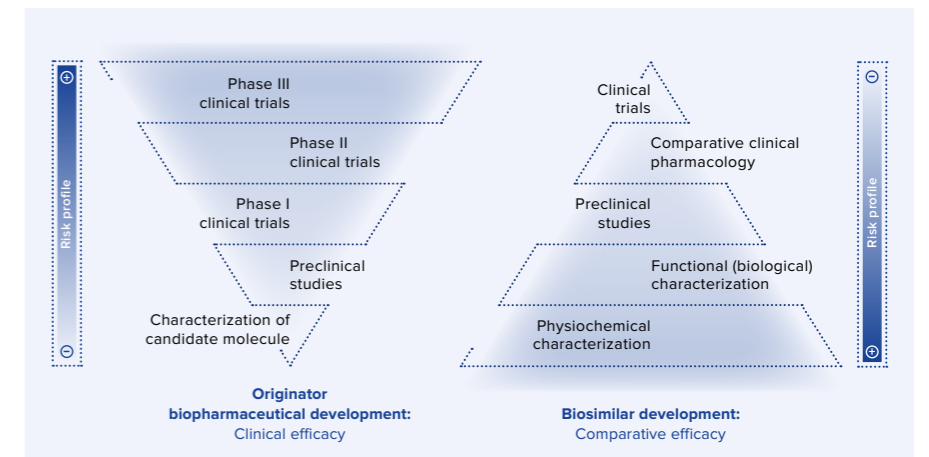 Phase III
clinical trials
Phase II
clinical trials
Phase I
clinical trials
Preclinical
studies
Characterization of
candidate molecule
Risk profile
Originator
biopharmaceutical development:
Clinical efficacy
Clinical
trials
Comparative clinical
pharmacology
Preclinical
studies
Functional (biological)
characterization
Physiochemical
characterization
Risk profile
Biosimilar development:
Comparative efficacy